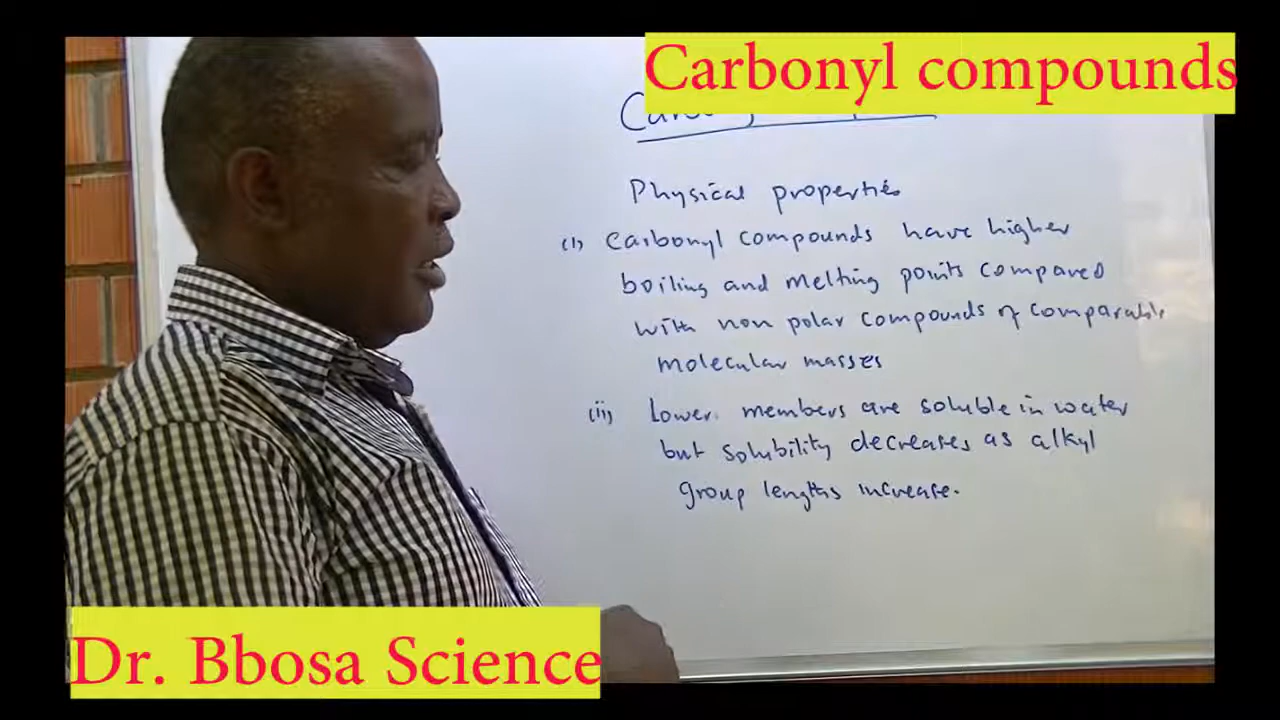 Carbonyl compounds
Physical properties
(i) Carbonyl compounds have higher
boiling and melting points compared
with non polar compounds of comparable
molecular masses
(ii) Lower members are soluble in water
but solubility decreases as alkyl
group lengths increase.
Dr. Bbosa Science